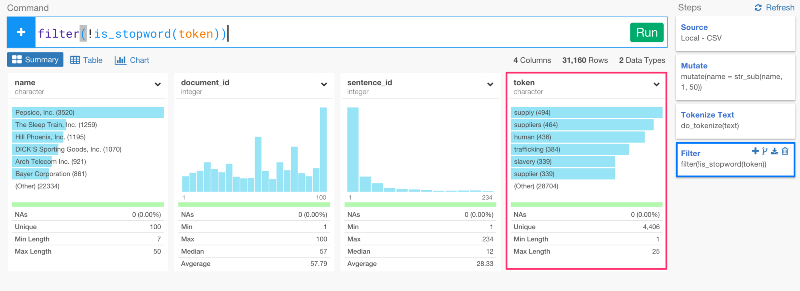 Command
+ filter(!is_stopword(token))
Run
Summary Table Chart
4 Columns 31,160 Rows 2 Data Types
name
character
Pepsico, Inc. (3520)
The Sleep Train, Inc. (1259)
Hill Phoenix, Inc. (1195)
DICK'S Sporting Goods, Inc. (1070)
Arch Telecom Inc. (921)
Bayer Corporation (861)
(Other) (22334)
NAs 0 (0.00%)
Unique 100
Min Length 7
Max Length 50
document_id
integer
1 100
NAs 0 (0.00%)
Min 1
Max 100
Median 57
Avgerage 57.79
sentence_id
integer
1 234
NAs 0 (0.00%)
Min 1
Max 234
Median 12
Avgerage 28.33
token
character
supply (494)
suppliers (464)
human (436)
trafficking (384)
slavery (339)
supplier (339)
(Other) (28704)
NAs 0 (0.00%)
Unique 4,406
Min Length 1
Max Length 25
Steps Refresh
Source
Local - CSV
Mutate
mutate(name = str_sub(name,
1, 50))
Tokenize Text
do_tokenize(text)
Filter
filter(!is_stopword(token))